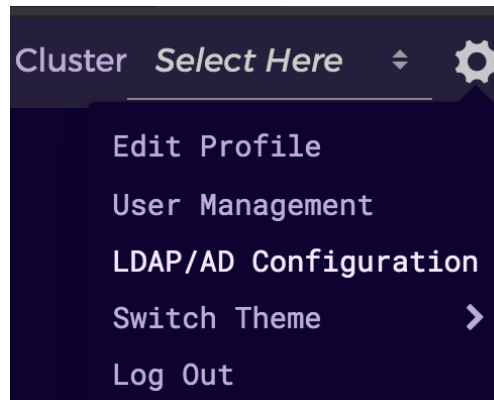 Cluster Select Here
Edit Profile
User Management
LDAP/AD Configuration
Switch Theme
Log Out